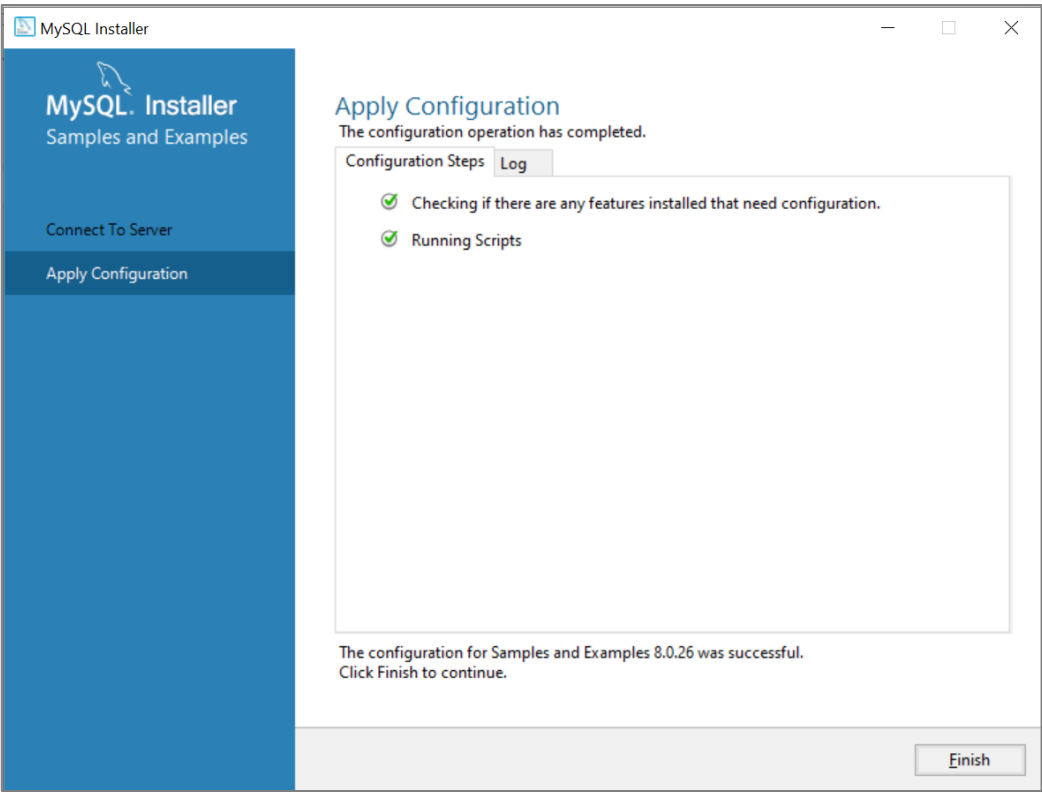 MySQL Installer
MySQL. Installer
Samples and Examples
Connect To Server
Apply Configuration
Apply Configuration
The configuration operation has completed.
Configuration Steps Log
Checking if there are any features installed that need configuration.
Running Scripts
The configuration for Samples and Examples 8.0.26 was successful.
Click Finish to continue.
Finish